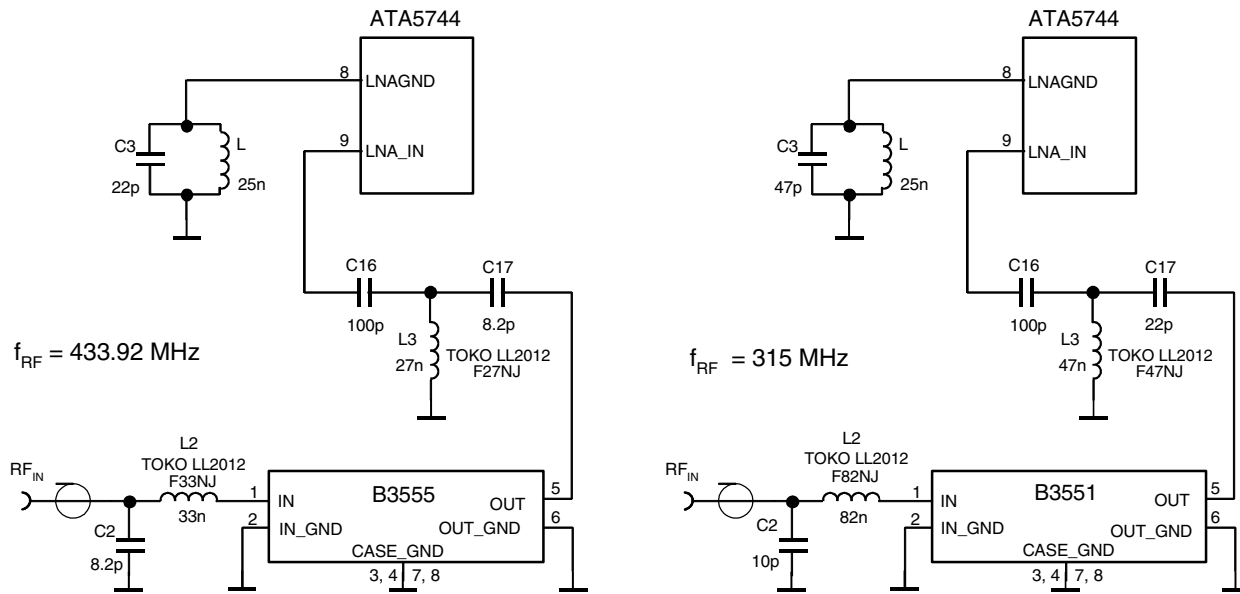 ATA5744
8
LNAGND
C3
L
9
LNA_IN
22p
25n
C16
C17
100p
8.2p
L3
27n
TOKO LL2012
F27NJ
f_RF = 433.92 MHz
L2
TOKO LL2012
F33NJ
RF_IN
33n
1
IN
B3555
OUT
5
2
IN_GND
OUT_GND
6
C2
8.2p
CASE_GND
3, 4
7, 8
ATA5744
8
LNAGND
C3
L
9
LNA_IN
47p
25n
C16
C17
100p
22p
L3
47n
TOKO LL2012
F47NJ
f_RF = 315 MHz
L2
TOKO LL2012
F82NJ
RF_IN
82n
1
IN
B3551
OUT
5
2
IN_GND
OUT_GND
6
C2
10p
CASE_GND
3, 4
7, 8